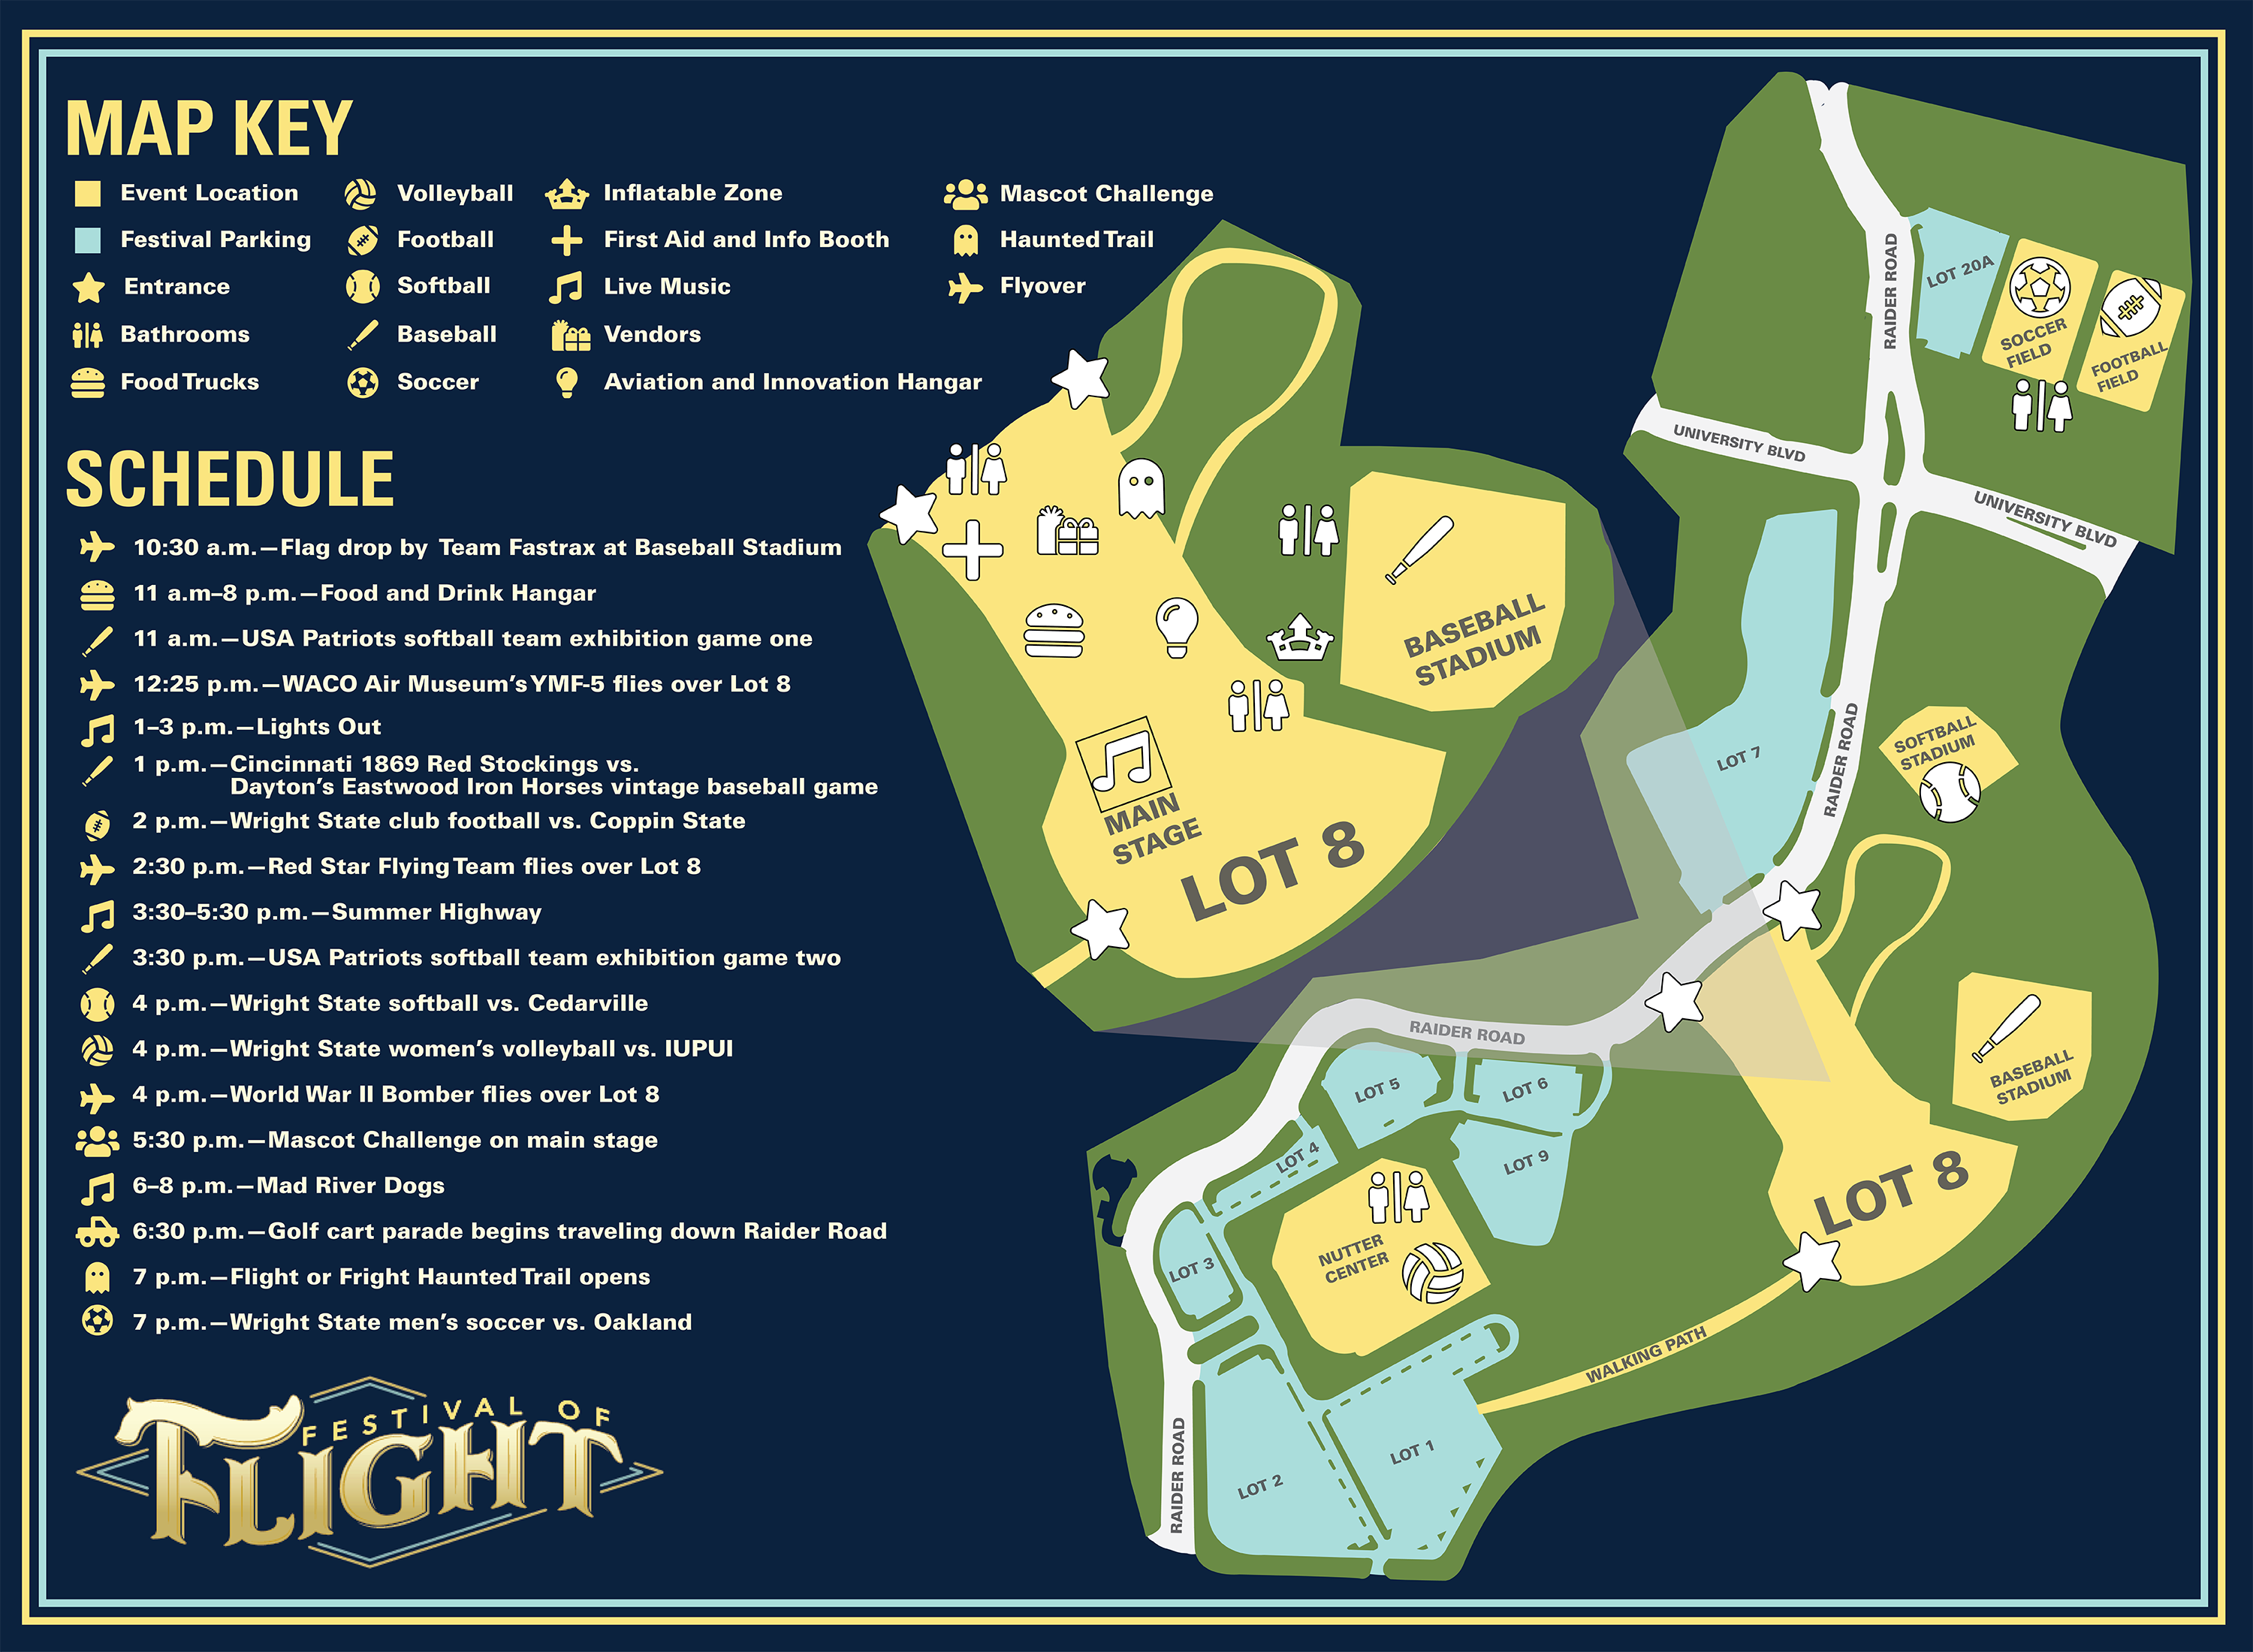 MAP KEY
Event Location
Festival Parking
Entrance
Bathrooms
Food Trucks
Volleyball
Football
Softball
Baseball
Soccer
Inflatable Zone
First Aid and Info Booth
Live Music
Vendors
Aviation and Innovation Hangar
Mascot Challenge
Haunted Trail
Flyover
SCHEDULE
10:30 a.m.—Flag drop by Team Fastrax at Baseball Stadium
11 a.m–8 p.m.—Food and Drink Hangar
11 a.m.—USA Patriots softball team exhibition game one
12:25 p.m.—WACO Air Museum's YMF-5 flies over Lot 8
1–3 p.m.—Lights Out
1 p.m.—Cincinnati 1869 Red Stockings vs.
Dayton's Eastwood Iron Horses vintage baseball game
2 p.m.—Wright State club football vs. Coppin State
2:30 p.m.—Red Star Flying Team flies over Lot 8
3:30–5:30 p.m.—Summer Highway
3:30 p.m.—USA Patriots softball team exhibition game two
4 p.m.—Wright State softball vs. Cedarville
4 p.m.—Wright State women's volleyball vs. IUPUI
4 p.m.—World War II Bomber flies over Lot 8
5:30 p.m.—Mascot Challenge on main stage
6–8 p.m.—Mad River Dogs
6:30 p.m.—Golf cart parade begins traveling down Raider Road
7 p.m.—Flight or Fright Haunted Trail opens
7 p.m.—Wright State men's soccer vs. Oakland
FESTIVAL OF
FLIGHT
BASEBALL
STADIUM
MAIN
STAGE
LOT 8
RAIDER ROAD
LOT 20A
SOCCER
FIELD
FOOTBALL
FIELD
UNIVERSITY BLVD
UNIVERSITY BLVD
LOT 7
RAIDER ROAD
SOFTBALL
STADIUM
RAIDER ROAD
BASEBALL
STADIUM
LOT 5
LOT 6
LOT 4
LOT 9
LOT 8
NUTTER
CENTER
LOT 3
WALKING PATH
RAIDER ROAD
LOT 2
LOT 1